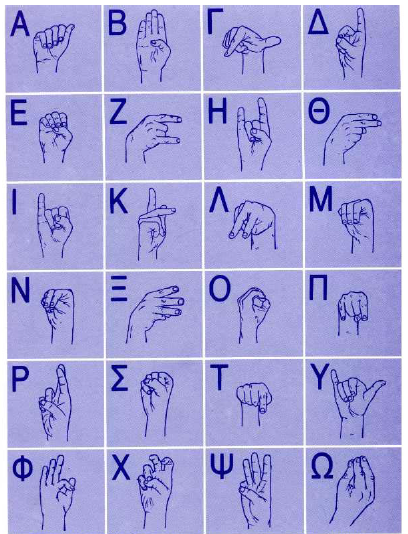 Α Β Γ Δ
Ε Ζ Η Θ
Ι Κ Λ Μ
Ν Ξ Ο Π
Ρ Σ Τ Υ
Φ Χ Ψ Ω